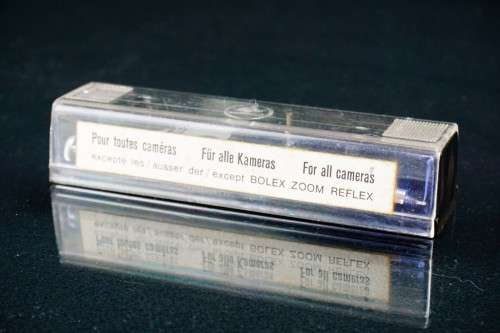 Pour toutes caméras Für alle Kameras For all cameras
excepté les / ausser der / except BOLEX ZOOM REFLEX